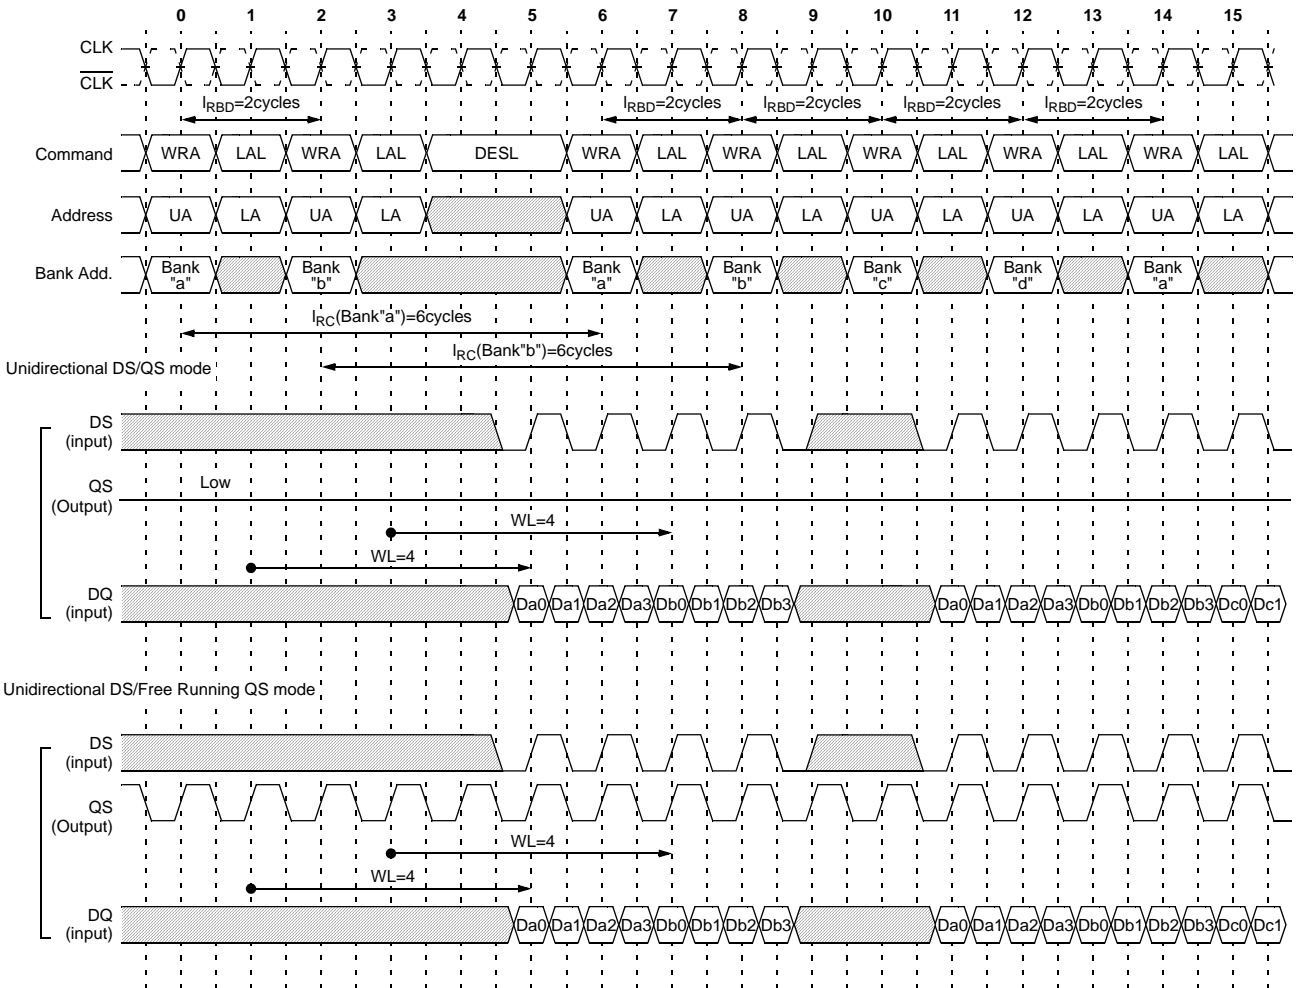 0 1 2 3 4 5 6 7 8 9 10 11 12 13 14 15
CLK
CLK
IRBD=2cycles IRBD=2cycles IRBD=2cycles IRBD=2cycles IRBD=2cycles
Command WRA LAL WRA LAL DESL WRA LAL WRA LAL WRA LAL WRA LAL WRA LAL
Address UA LA UA LA UA LA UA LA UA LA UA LA UA LA
Bank Add. Bank "a" Bank "b" Bank "a" Bank "b" Bank "c" Bank "d" Bank "a"
IRC(Bank"a")=6cycles
IRC(Bank"b")=6cycles
Unidirectional DS/QS mode
DS
(input)
QS Low
(Output)
WL=4
WL=4
DQ
(input) Da0 Da1 Da2 Da3 Db0 Db1 Db2 Db3 Da0 Da1 Da2 Da3 Db0 Db1 Db2 Db3 Dc0 Dc1
Unidirectional DS/Free Running QS mode
DS
(input)
QS
(Output)
WL=4
WL=4
DQ
(input) Da0 Da1 Da2 Da3 Db0 Db1 Db2 Db3 Da0 Da1 Da2 Da3 Db0 Db1 Db2 Db3 Dc0 Dc1